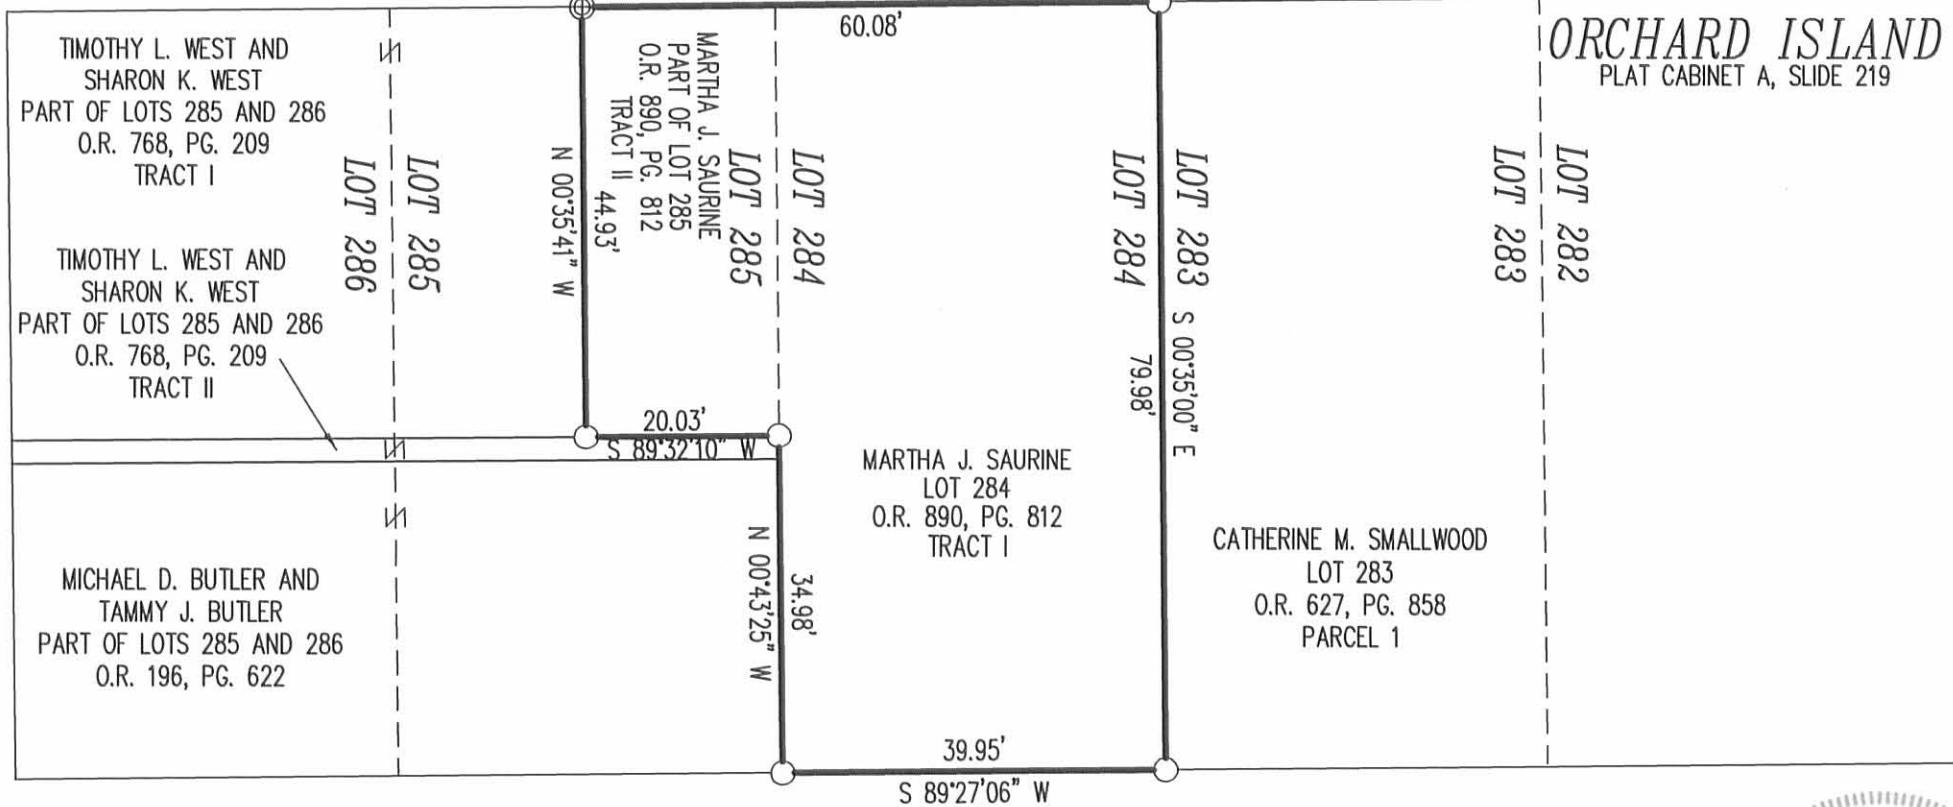 60.08'
ORCHARD ISLAND
PLAT CABINET A, SLIDE 219
TIMOTHY L. WEST AND
SHARON K. WEST
PART OF LOTS 285 AND 286
O.R. 768, PG. 209
TRACT I
LOT 286
LOT 285
N 00°35'41" W
44.93'
MARTHA J. SAURINE
PART OF LOT 285
O.R. 890, PG. 812
TRACT II
LOT 285
LOT 284
LOT 284
LOT 283
S 00°35'00" E
79.98'
LOT 283
LOT 282
TIMOTHY L. WEST AND
SHARON K. WEST
PART OF LOTS 285 AND 286
O.R. 768, PG. 209
TRACT II
20.03'
S 89°32'10" W
MARTHA J. SAURINE
LOT 284
O.R. 890, PG. 812
TRACT I
N 00°43'25" W
34.98'
CATHERINE M. SMALLWOOD
LOT 283
O.R. 627, PG. 858
PARCEL 1
MICHAEL D. BUTLER AND
TAMMY J. BUTLER
PART OF LOTS 285 AND 286
O.R. 196, PG. 622
39.95'
S 89°27'06" W